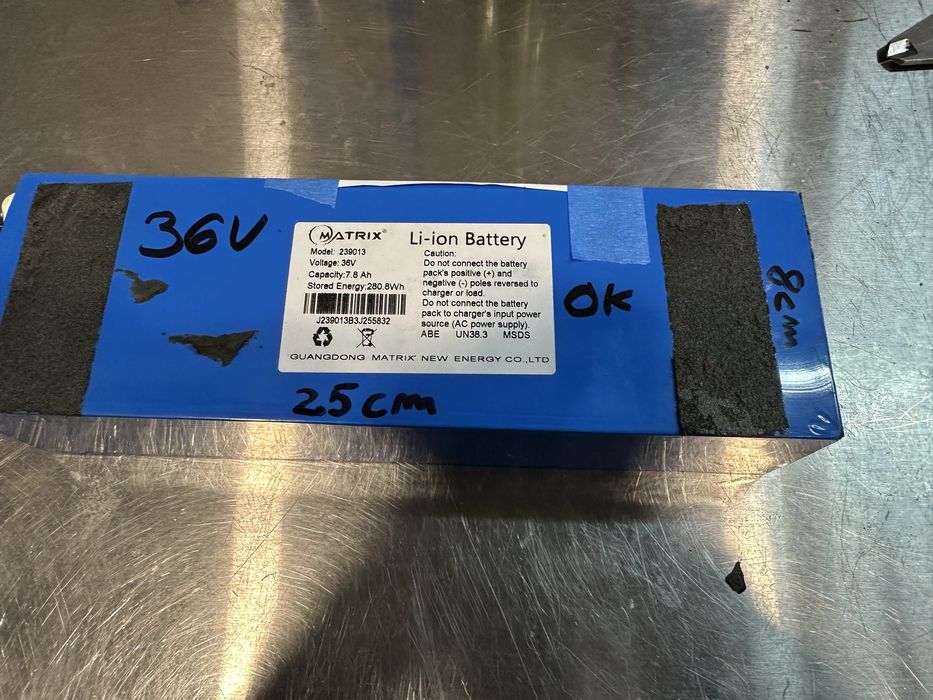 36V
MATRIX®
Li-ion Battery
Model: 239013
Voltage: 36V
Capacity:7.8 Ah
Stored Energy:280.8Wh
J239013B3J255832
Caution:
Do not connect the battery
pack's positive (+) and
negative (-) poles reversed to
charger or load.
Do not connect the battery
pack to charger's input power
source (AC power supply).
ABE UN38.3 MSDS
GUANGDONG MATRIX NEW ENERGY CO.,LTD
OK
8cm
25cm